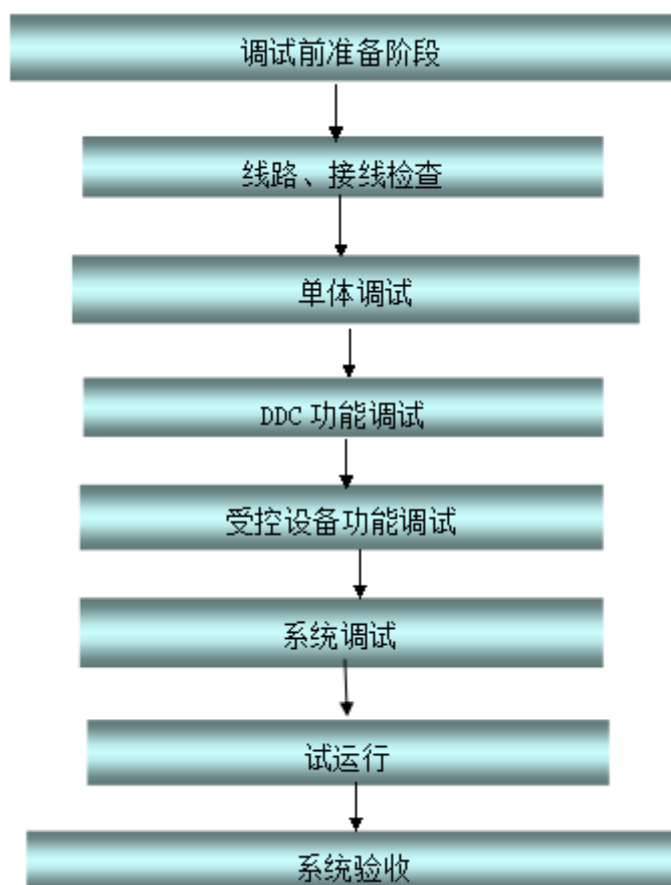 调试前准备阶段
线路、接线检查
单体调试
DDC 功能调试
受控设备功能调试
系统调试
试运行
系统验收